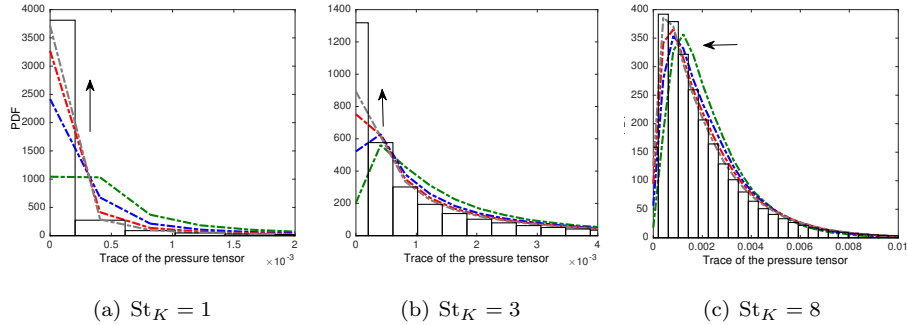 4000
3500
3000
2500
2000
1500
1000
500
0
PDF
0 0.5 1 1.5 2
Trace of the pressure tensor
×10⁻³
1400
1200
1000
800
600
400
200
0
0 1 2 3 4
Trace of the pressure tensor
×10⁻³
400
350
300
250
200
150
100
50
0
0 0.002 0.004 0.006 0.008 0.01
Trace of the pressure tensor
(a) St_K = 1
(b) St_K = 3
(c) St_K = 8